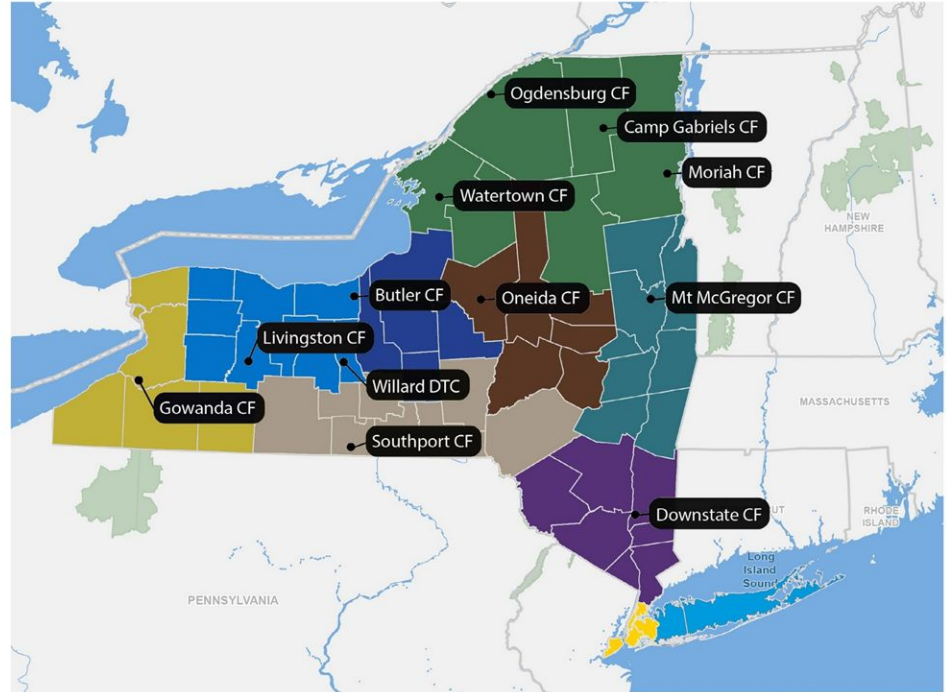 Ogdensburg CF
Camp Gabriels CF
Moriah CF
Watertown CF
NEW
HAMPSHIRE
Butler CF
Oneida CF
Mt McGregor CF
Livingston CF
Willard DTC
Gowanda CF
MASSACHUSETTS
Southport CF
Downstate CF
UT
RHODE
ISLAND
Long
Island
Sound
PENNSYLVANIA